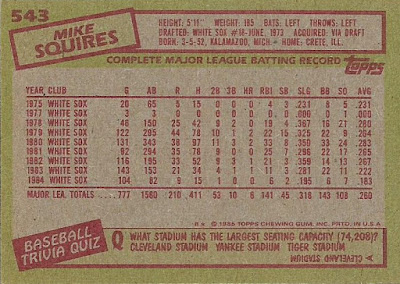 543
MIKE
SQUIRES
HEIGHT: 5'11" WEIGHT: 185 BATS: LEFT THROWS: LEFT
DRAFTED: WHITE SOX #18-JUNE, 1973 ACQUIRED: VIA DRAFT
BORN: 3-5-52, KALAMAZOO, MICH HOME: CRETE, ILL.
COMPLETE MAJOR LEAGUE BATTING RECORD
Topps
YEAR CLUB G AB R H 2B 3B HR RBI SB SLG BB SO AVG
1975 WHITE SOX 20 65 5 15 0 0 0 4 3 .231 8 5 .231
1977 WHITE SOX 3 3 0 0 0 0 0 0 0 .000 0 1 .000
1978 WHITE SOX 46 150 25 42 9 2 0 19 4 .367 16 21 .280
1979 WHITE SOX 122 295 44 78 10 1 2 22 15 .325 22 9 .264
1980 WHITE SOX 131 343 38 97 11 3 2 33 8 .350 33 24 .283
1981 WHITE SOX 92 294 35 78 9 0 0 25 7 .296 22 17 .265
1982 WHITE SOX 116 195 33 52 9 3 1 21 3 .359 14 13 .267
1983 WHITE SOX 143 153 21 34 4 1 1 11 3 .281 22 11 .222
1984 WHITE SOX 104 82 9 15 1 0 0 6 2 .195 6 7 .183
MAJOR LEA. TOTALS 777 1580 210 411 53 10 6 141 45 .318 143 108 .260
© 1985 TOPPS CHEWING GUM, INC. PRTD. IN U.S.A.
BASEBALL
TRIVIA QUIZ
Q WHAT STADIUM HAS THE LARGEST SEATING CAPACITY (74,208)?
CLEVELAND STADIUM YANKEE STADIUM TIGER STADIUM
A CLEVELAND
STADIUM